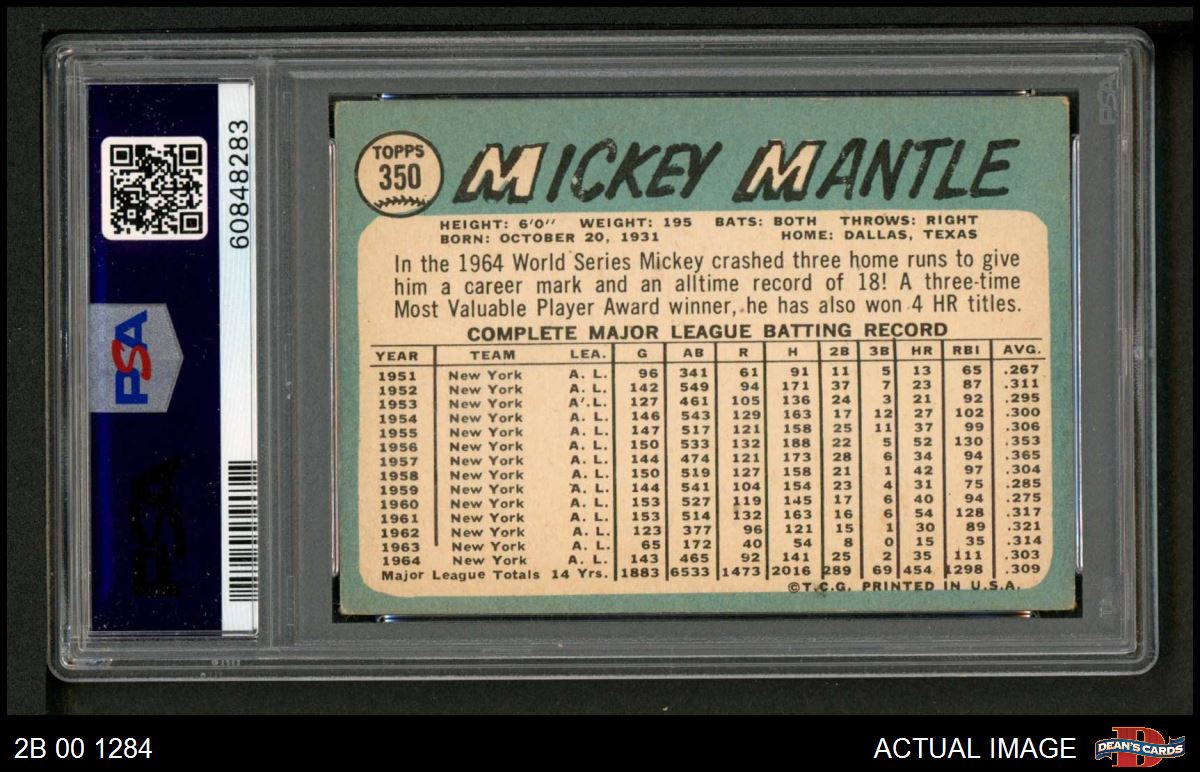 60848283
PSA
PSA
PSA
TOPPS
350
MICKEY MANTLE
HEIGHT: 6'0'' WEIGHT: 195 BATS: BOTH THROWS: RIGHT
BORN: OCTOBER 20, 1931 HOME: DALLAS, TEXAS
In the 1964 World Series Mickey crashed three home runs to give
him a career mark and an alltime record of 18! A three-time
Most Valuable Player Award winner, he has also won 4 HR titles.
COMPLETE MAJOR LEAGUE BATTING RECORD
YEAR TEAM LEA. G AB R H 2B 3B HR RBI AVG.
1951 New York A. L. 96 341 61 91 11 5 13 65 .267
1952 New York A. L. 142 549 94 171 37 7 23 87 .311
1953 New York A. L. 127 461 105 136 24 3 21 92 .295
1954 New York A. L. 146 543 129 163 17 12 27 102 .300
1955 New York A. L. 147 517 121 158 25 11 37 99 .306
1956 New York A. L. 150 533 132 188 22 5 52 130 .353
1957 New York A. L. 144 474 121 173 28 6 34 94 .365
1958 New York A. L. 150 519 127 158 21 1 42 97 .304
1959 New York A. L. 144 541 104 154 23 4 31 75 .285
1960 New York A. L. 153 527 119 145 17 6 40 94 .275
1961 New York A. L. 153 514 132 163 16 6 54 128 .317
1962 New York A. L. 123 377 96 121 15 1 30 89 .321
1963 New York A. L. 65 172 40 54 8 0 15 35 .314
1964 New York A. L. 143 465 92 141 25 2 35 111 .303
Major League Totals 14 Yrs. 1883 6533 1473 2016 289 69 454 1298 .309
©T.C.G. PRINTED IN U.S.A.
2B 00 1284
ACTUAL IMAGE
DEAN'S CARDS